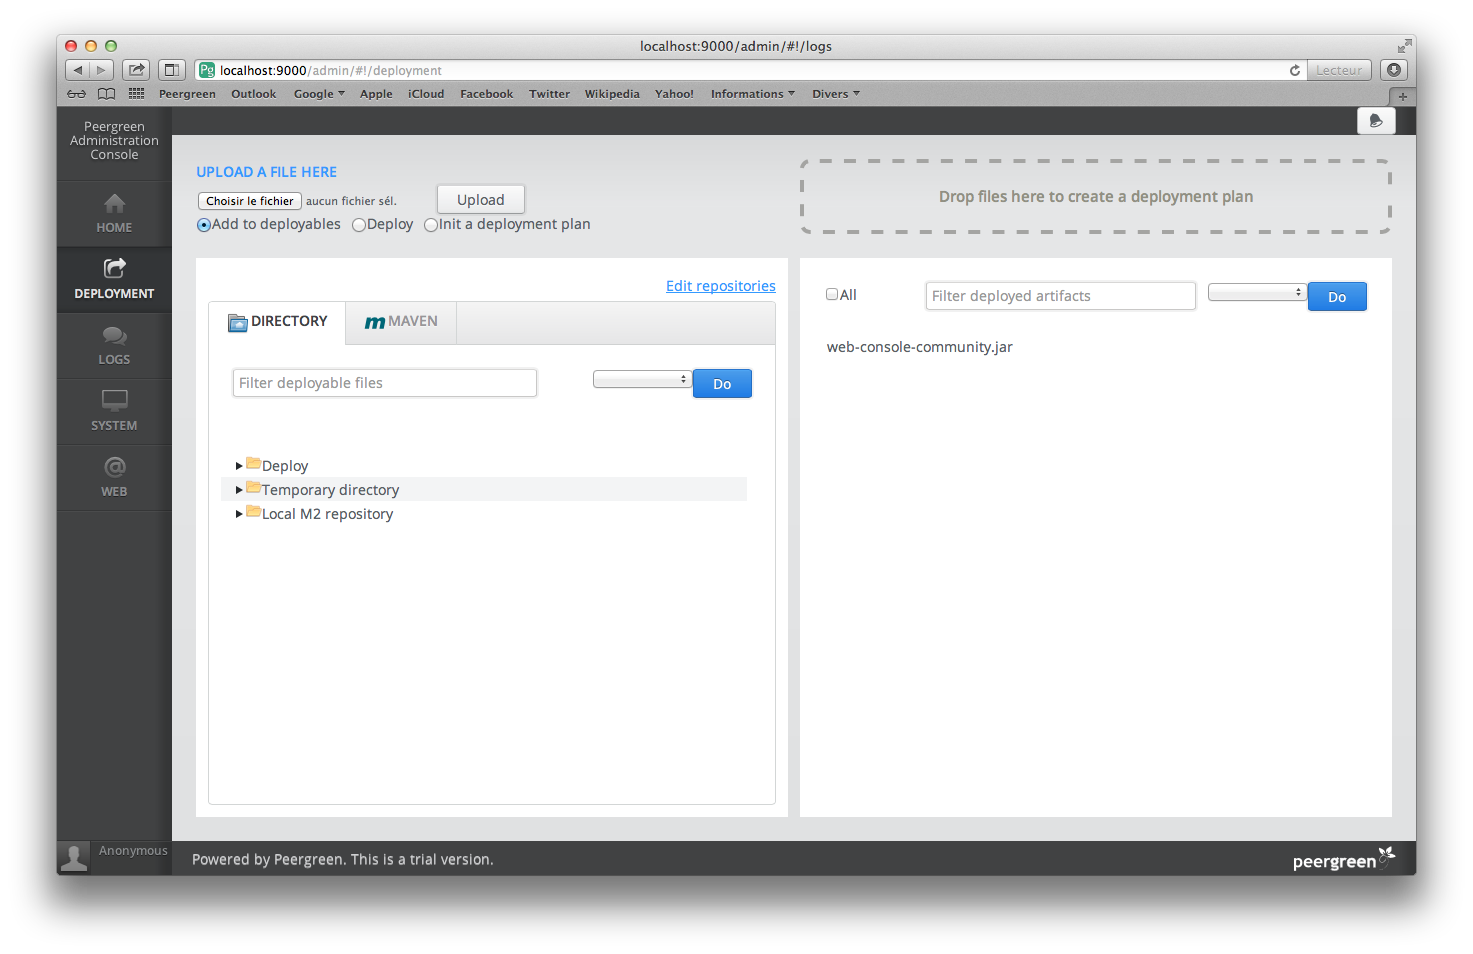 localhost:9000/admin/#!/logs
Pg localhost:9000/admin/#!/deployment
Lecteur
Peergreen Outlook Google Apple iCloud Facebook Twitter Wikipedia Yahoo! Informations Divers
Peergreen
Administration
Console
HOME
DEPLOYMENT
LOGS
SYSTEM
WEB
Anonymous
UPLOAD A FILE HERE
Choisir le fichier aucun fichier sél. Upload
Add to deployables Deploy Init a deployment plan
Drop files here to create a deployment plan
Edit repositories
DIRECTORY m MAVEN
Filter deployable files Do
Deploy
Temporary directory
Local M2 repository
All Filter deployed artifacts Do
web-console-community.jar
Powered by Peergreen. This is a trial version.
peergreen